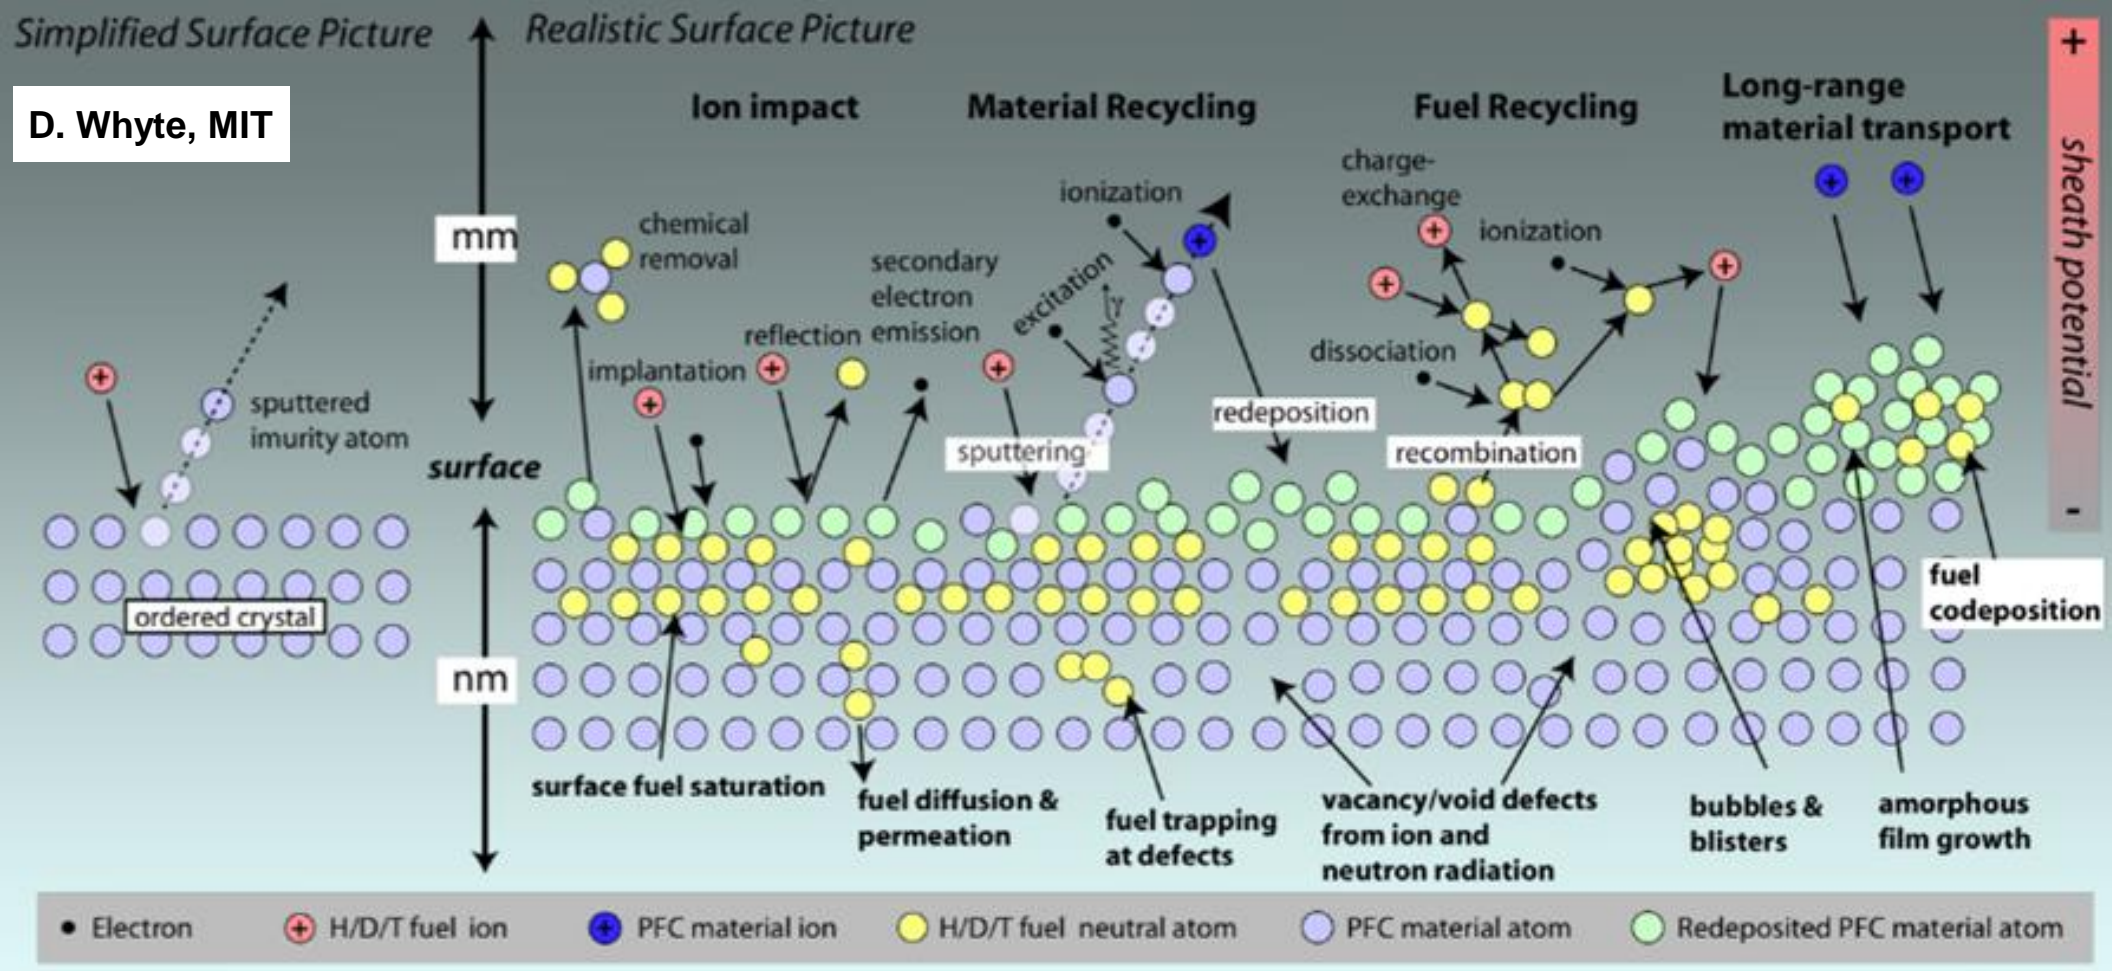 Simplified Surface Picture
Realistic Surface Picture
D. Whyte, MIT
+
sheath potential
-
mm
surface
nm
sputtered
imurity atom
ordered crystal
Ion impact
Material Recycling
Fuel Recycling
Long-range
material transport
chemical
removal
implantation
reflection
secondary
electron
emission
ionization
excitation
γ
sputtering
redeposition
charge-
exchange
ionization
dissociation
recombination
fuel
codeposition
surface fuel saturation
fuel diffusion &
permeation
fuel trapping
at defects
vacancy/void defects
from ion and
neutron radiation
bubbles &
blisters
amorphous
film growth
Electron
+ H/D/T fuel ion
+ PFC material ion
H/D/T fuel neutral atom
PFC material atom
Redeposited PFC material atom